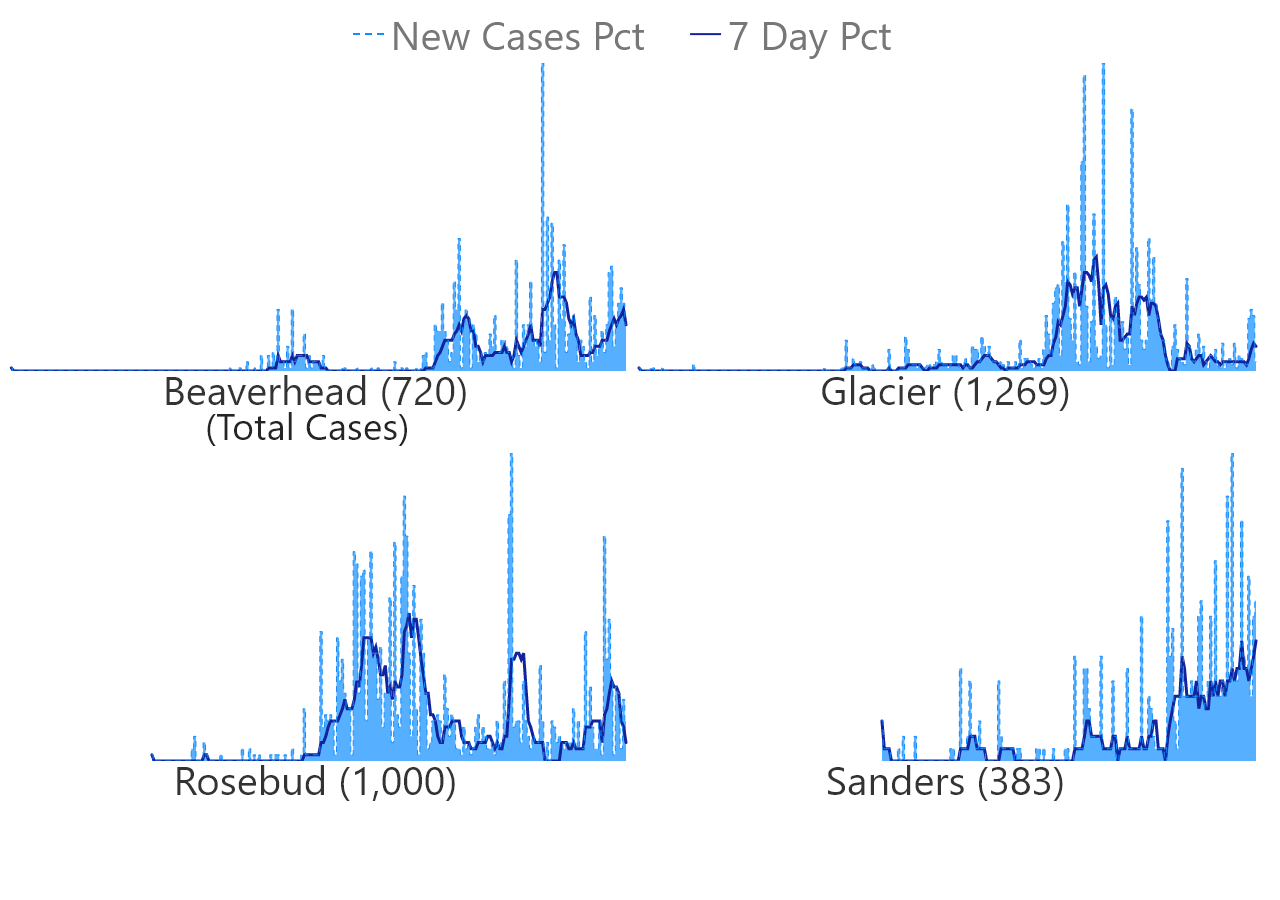 New Cases Pct 7 Day Pct
Beaverhead (720) Glacier (1,269)
(Total Cases)
Rosebud (1,000) Sanders (383)